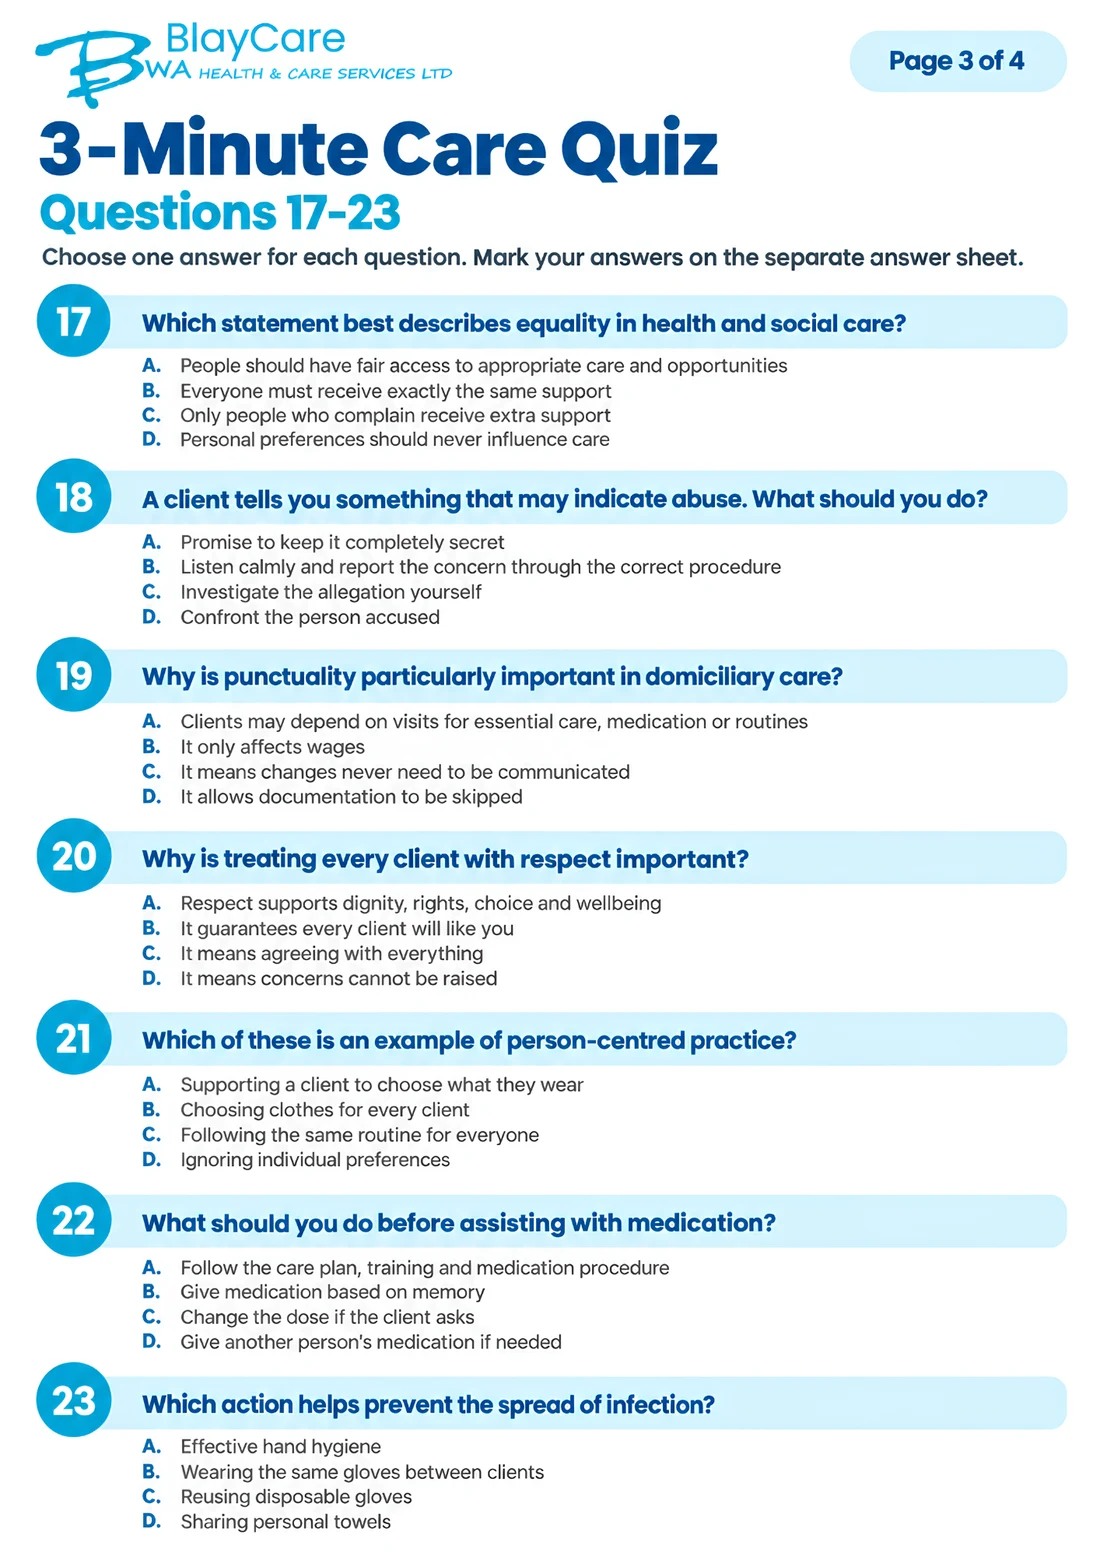 BlayCare
BWA HEALTH & CARE SERVICES LTD
Page 3 of 4
3-Minute Care Quiz
Questions 17-23
Choose one answer for each question. Mark your answers on the separate answer sheet.
17 Which statement best describes equality in health and social care?
A. People should have fair access to appropriate care and opportunities
B. Everyone must receive exactly the same support
C. Only people who complain receive extra support
D. Personal preferences should never influence care
18 A client tells you something that may indicate abuse. What should you do?
A. Promise to keep it completely secret
B. Listen calmly and report the concern through the correct procedure
C. Investigate the allegation yourself
D. Confront the person accused
19 Why is punctuality particularly important in domiciliary care?
A. Clients may depend on visits for essential care, medication or routines
B. It only affects wages
C. It means changes never need to be communicated
D. It allows documentation to be skipped
20 Why is treating every client with respect important?
A. Respect supports dignity, rights, choice and wellbeing
B. It guarantees every client will like you
C. It means agreeing with everything
D. It means concerns cannot be raised
21 Which of these is an example of person-centred practice?
A. Supporting a client to choose what they wear
B. Choosing clothes for every client
C. Following the same routine for everyone
D. Ignoring individual preferences
22 What should you do before assisting with medication?
A. Follow the care plan, training and medication procedure
B. Give medication based on memory
C. Change the dose if the client asks
D. Give another person's medication if needed
23 Which action helps prevent the spread of infection?
A. Effective hand hygiene
B. Wearing the same gloves between clients
C. Reusing disposable gloves
D. Sharing personal towels